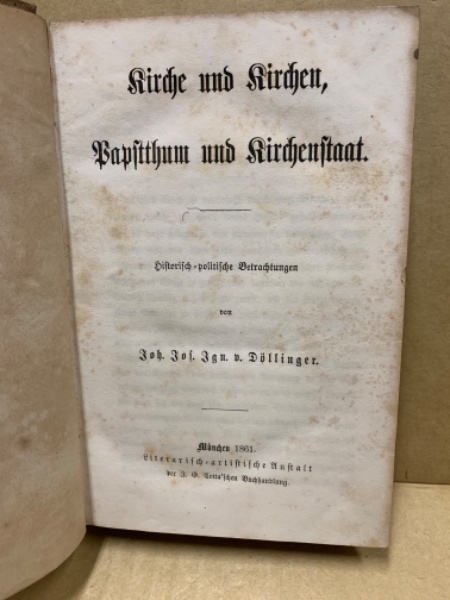 Kirche und Kirchen,
Papstthum und Kirchenstaat.
Historisch-politische Betrachtungen
von
Joh. Jos. Ign. v. Döllinger.
München 1861.
Literarisch-artistische Anstalt
der J. G. Cotta'schen Buchhandlung.